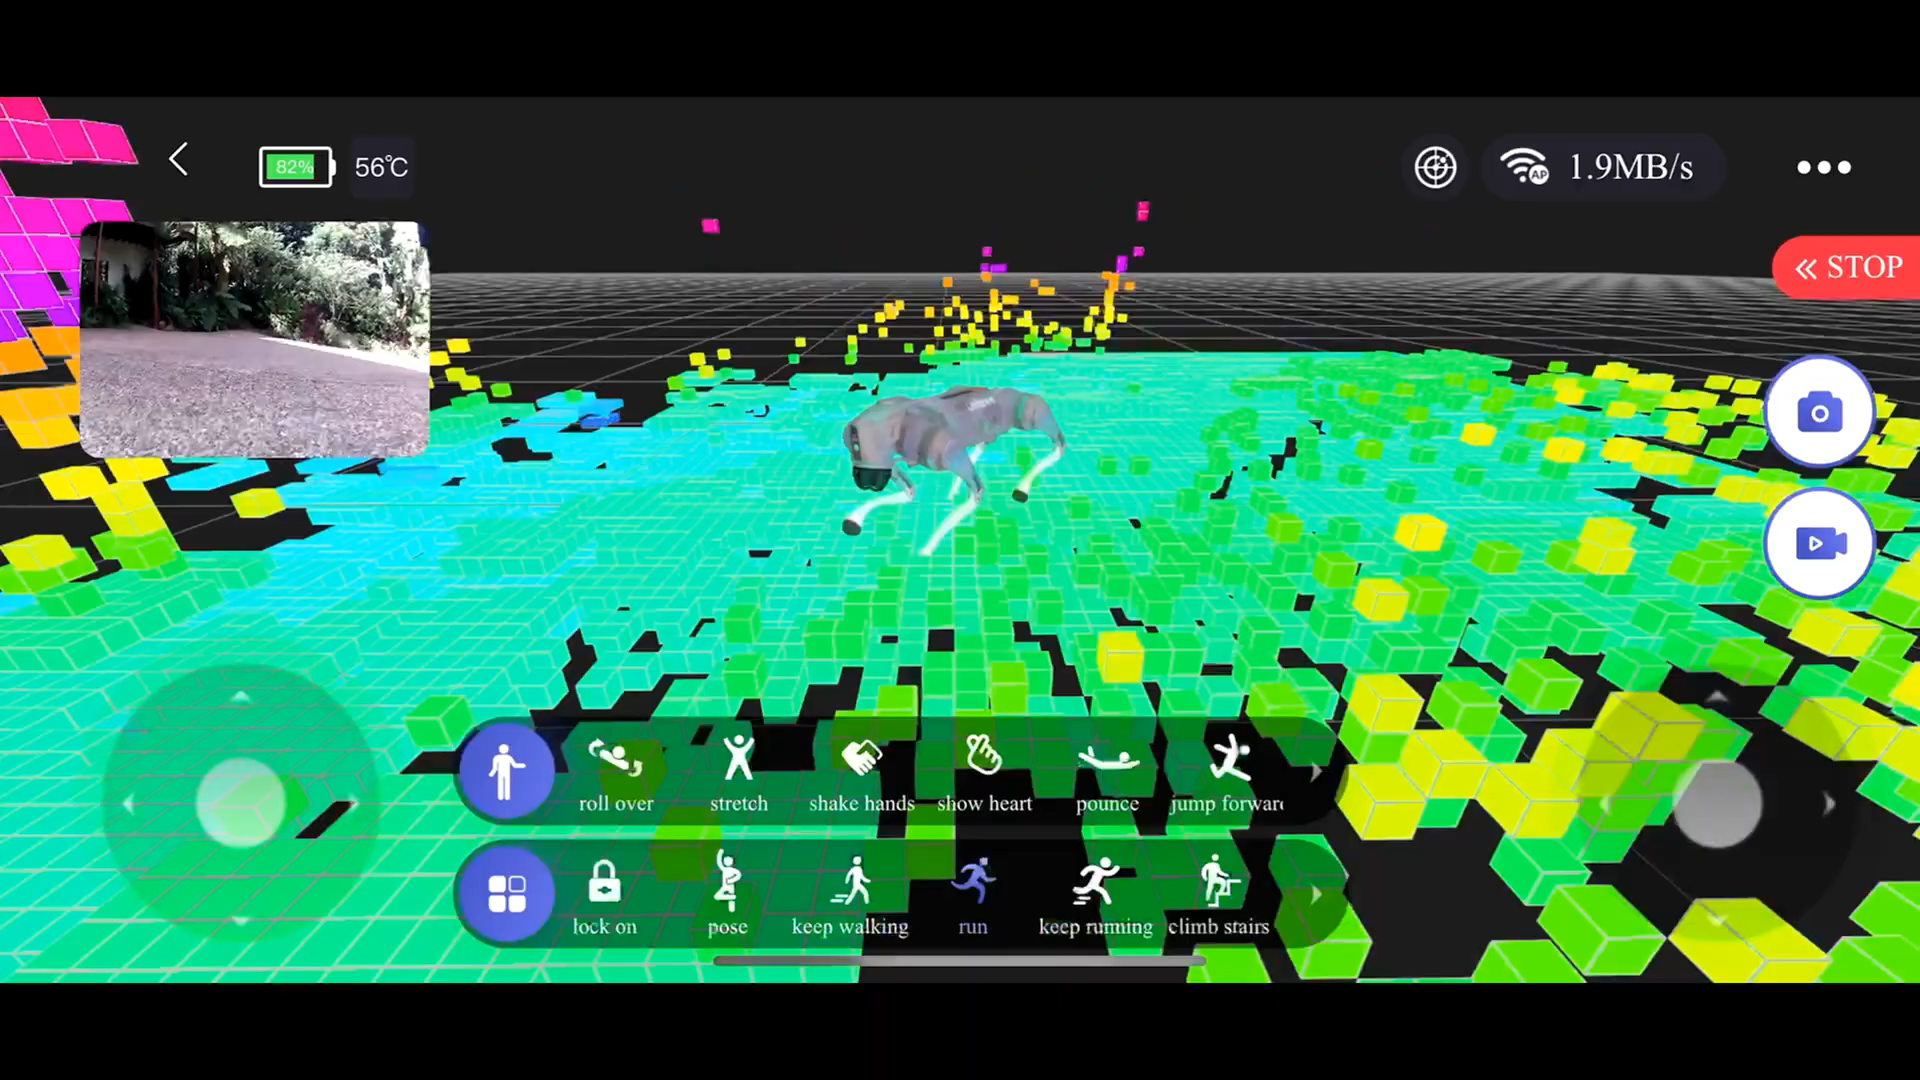 82%
56℃
AP
1.9MB/s
STOP
roll over
stretch
shake hands
show heart
pounce
jump forwar
lock on
pose
keep walking
run
keep running
climb stairs